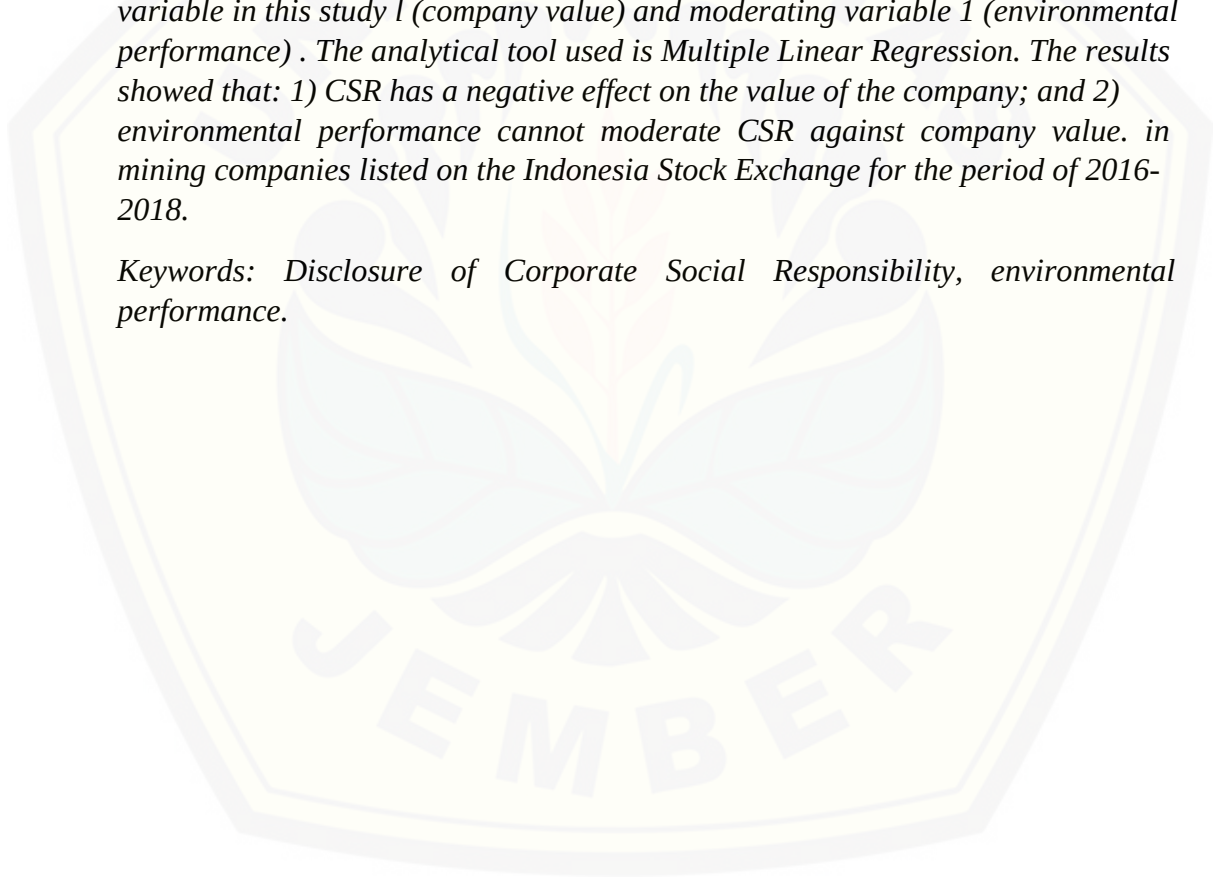 variable in this study l (company value) and moderating variable 1 (environmental
performance) . The analytical tool used is Multiple Linear Regression. The results
showed that: 1) CSR has a negative effect on the value of the company; and 2)
environmental performance cannot moderate CSR against company value. in
mining companies listed on the Indonesia Stock Exchange for the period of 2016-
2018.
Keywords: Disclosure of Corporate Social Responsibility, environmental
performance.
JEMBER